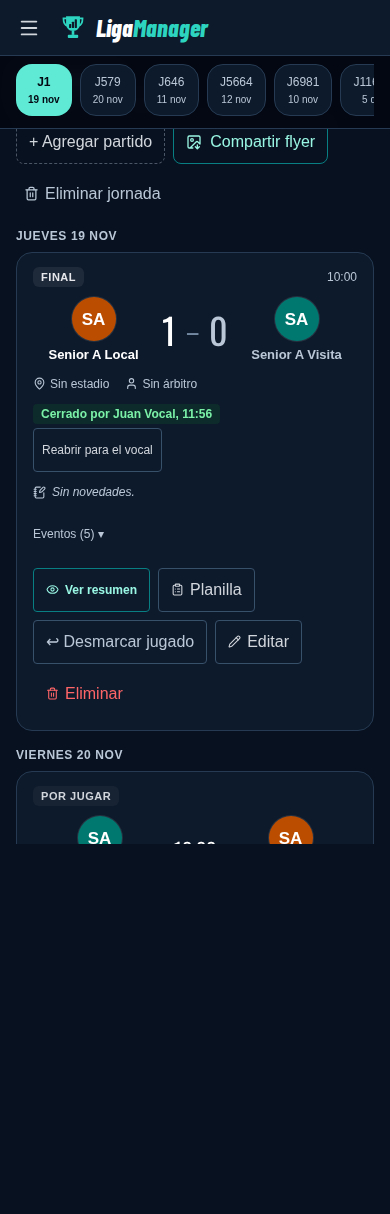 LigaManager
J1
19 nov
J579
20 nov
J646
11 nov
J5664
12 nov
J6981
10 nov
+ Agregar partido
Compartir flyer
Eliminar jornada
JUEVES 19 NOV
FINAL
10:00
SA
1 – 0
SA
Senior A Local
Senior A Visita
Sin estadio
Sin árbitro
Cerrado por Juan Vocal, 11:56
Reabrir para el vocal
Sin novedades.
Eventos (5) ▾
Ver resumen
Planilla
↩ Desmarcar jugado
Editar
Eliminar
VIERNES 20 NOV
POR JUGAR
SA
SA